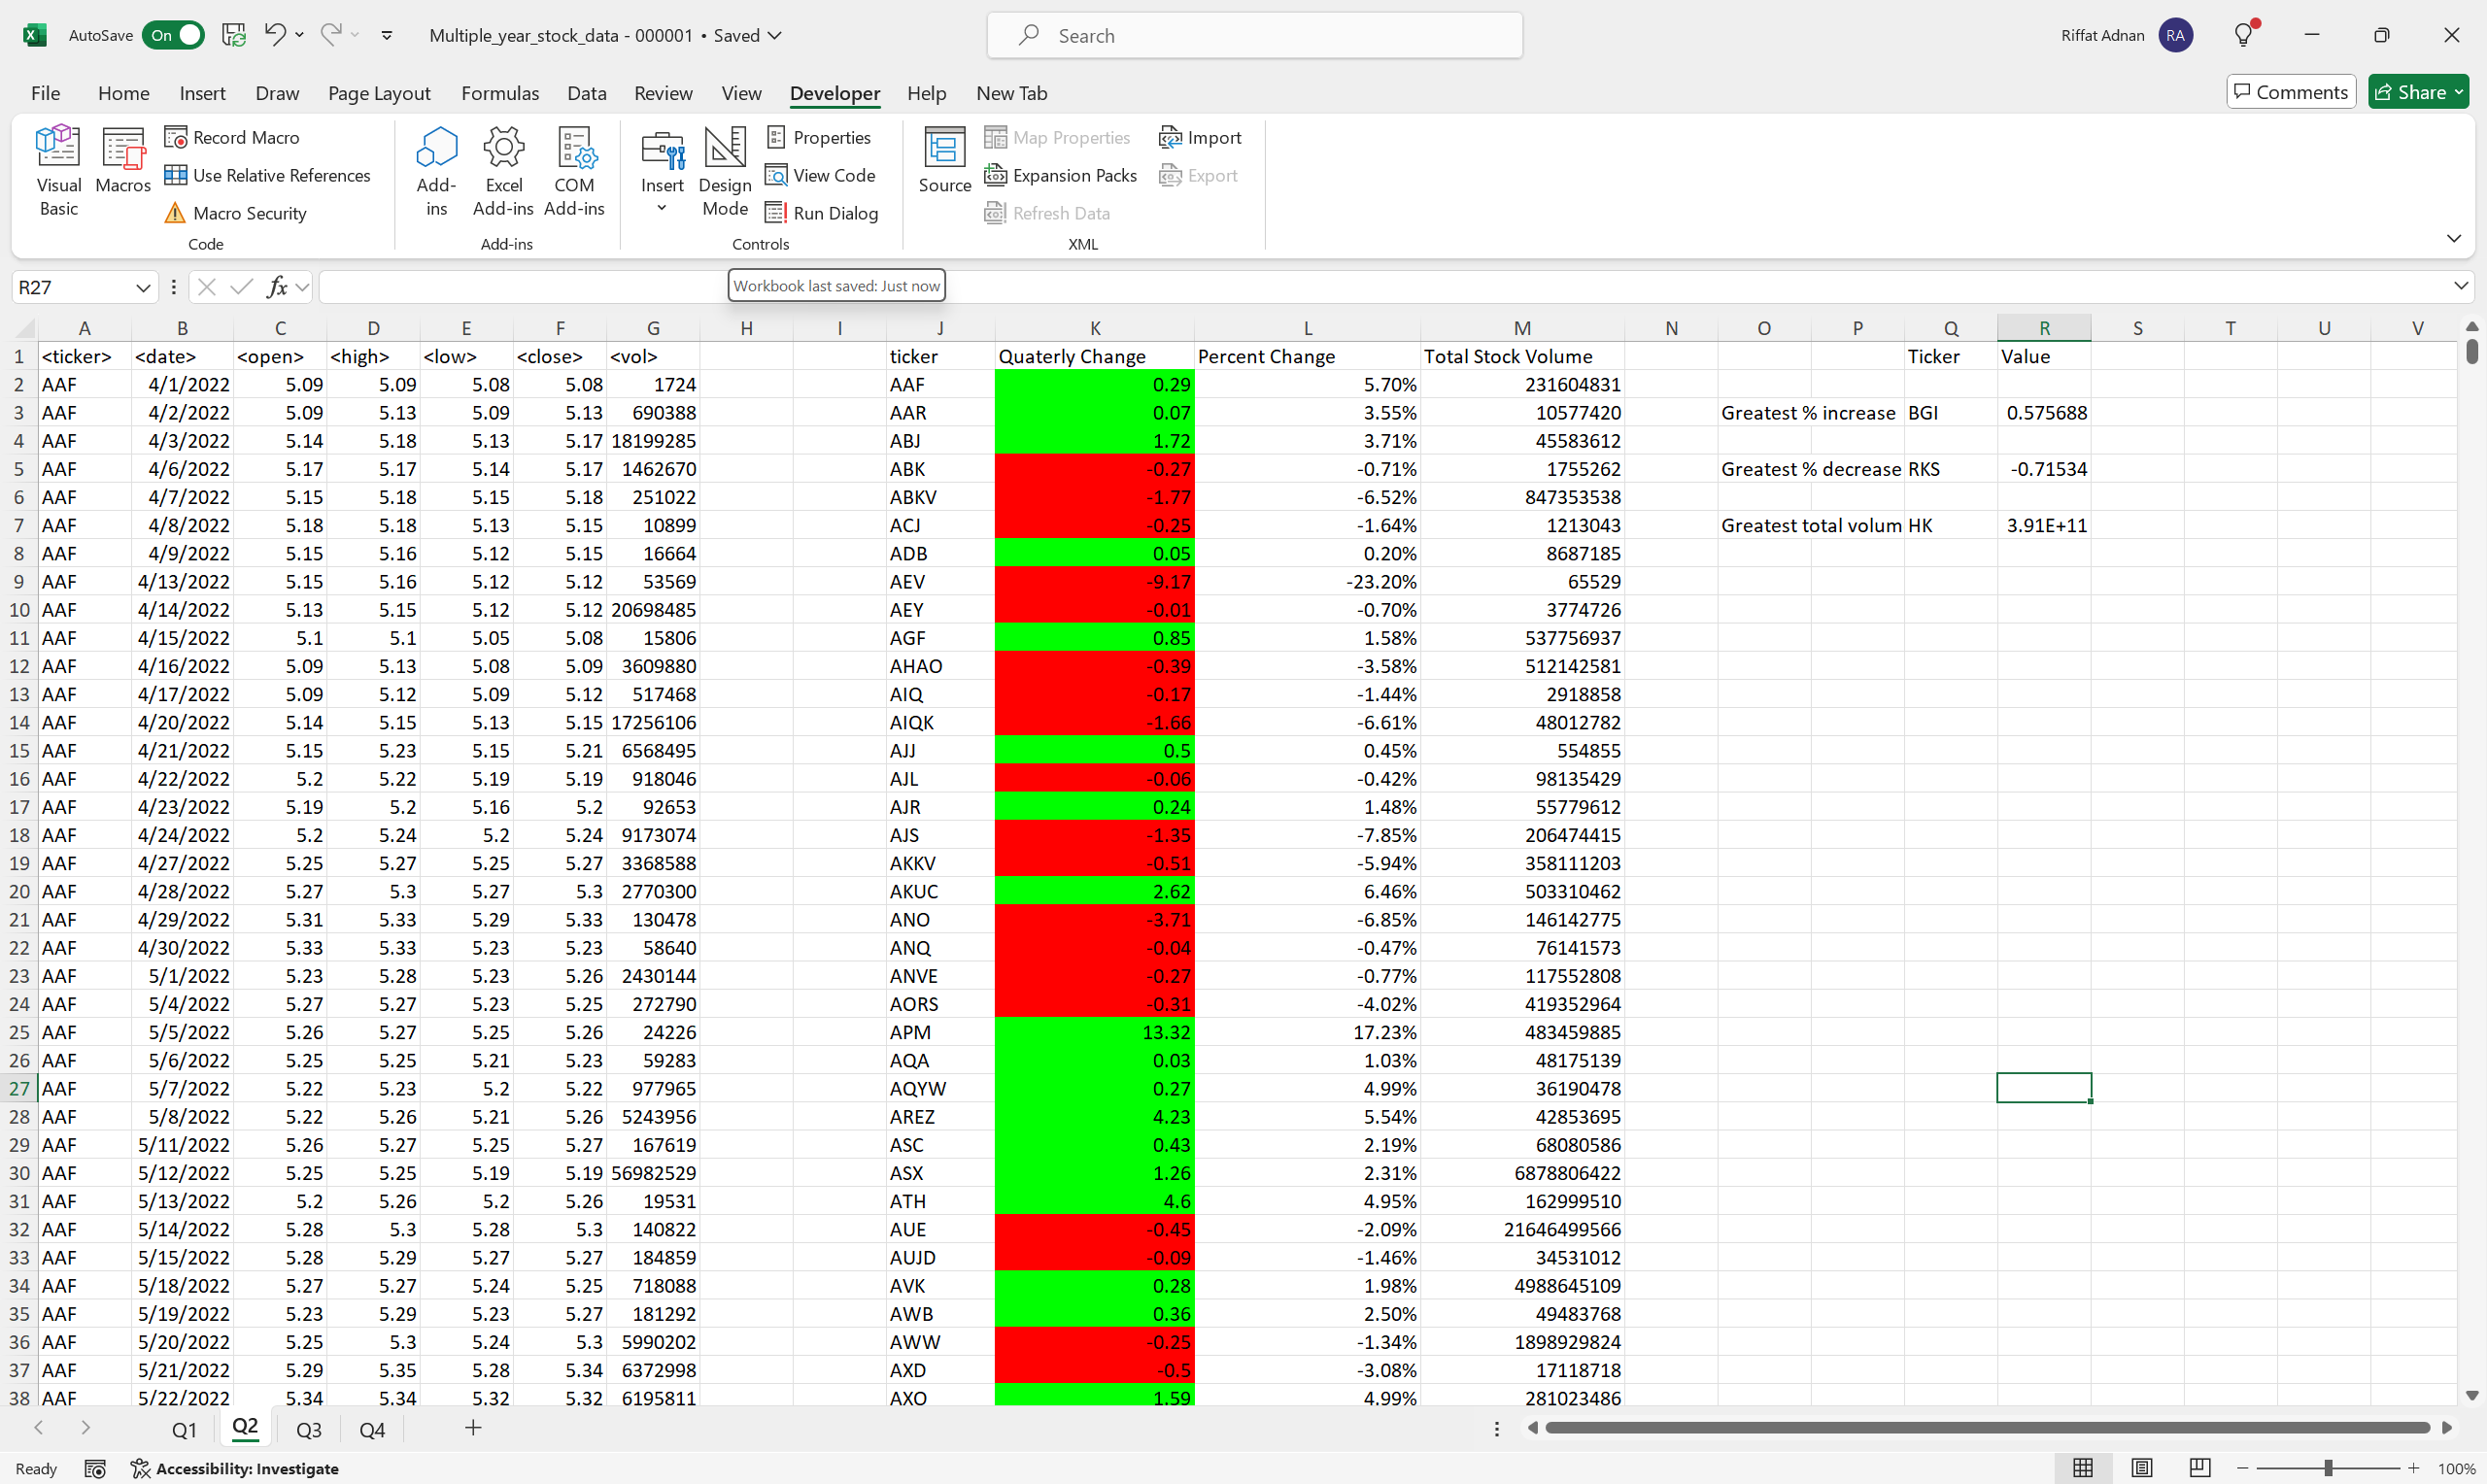 AutoSave On Multiple_year_stock_data - 000001 • Saved Search Riffat Adnan RA
File Home Insert Draw Page Layout Formulas Data Review View Developer Help New Tab Comments Share
Visual Basic
Macros
Record Macro
Use Relative References
Macro Security
Code
Add-ins
Excel Add-ins
COM Add-ins
Add-ins
Insert
Design Mode
Properties
View Code
Run Dialog
Controls
Source
Map Properties
Expansion Packs
Refresh Data
Import
Export
XML
R27 fx Workbook last saved: Just now
A B C D E F G H I J K L M N O P Q R S T U V
1 <ticker> <date> <open> <high> <low> <close> <vol> ticker Quaterly Change Percent Change Total Stock Volume Ticker Value
2 AAF 4/1/2022 5.09 5.09 5.08 5.08 1724 AAF 0.29 5.70% 231604831
3 AAF 4/2/2022 5.09 5.13 5.09 5.13 690388 AAR 0.07 3.55% 10577420 Greatest % increase BGI 0.575688
4 AAF 4/3/2022 5.14 5.18 5.13 5.17 18199285 ABJ 1.72 3.71% 45583612
5 AAF 4/6/2022 5.17 5.17 5.14 5.17 1462670 ABK -0.27 -0.71% 1755262 Greatest % decrease RKS -0.71534
6 AAF 4/7/2022 5.15 5.18 5.15 5.18 251022 ABKV -1.77 -6.52% 847353538
7 AAF 4/8/2022 5.18 5.18 5.13 5.15 10899 ACJ -0.25 -1.64% 1213043 Greatest total volum HK 3.91E+11
8 AAF 4/9/2022 5.15 5.16 5.12 5.15 16664 ADB 0.05 0.20% 8687185
9 AAF 4/13/2022 5.15 5.16 5.12 5.12 53569 AEV -9.17 -23.20% 65529
10 AAF 4/14/2022 5.13 5.15 5.12 5.12 20698485 AEY -0.01 -0.70% 3774726
11 AAF 4/15/2022 5.1 5.1 5.05 5.08 15806 AGF 0.85 1.58% 537756937
12 AAF 4/16/2022 5.09 5.13 5.08 5.09 3609880 AHAO -0.39 -3.58% 512142581
13 AAF 4/17/2022 5.09 5.12 5.09 5.12 517468 AIQ -0.17 -1.44% 2918858
14 AAF 4/20/2022 5.14 5.15 5.13 5.15 17256106 AIQK -1.66 -6.61% 48012782
15 AAF 4/21/2022 5.15 5.23 5.15 5.21 6568495 AJJ 0.5 0.45% 554855
16 AAF 4/22/2022 5.2 5.22 5.19 5.19 918046 AJL -0.06 -0.42% 98135429
17 AAF 4/23/2022 5.19 5.2 5.16 5.2 92653 AJR 0.24 1.48% 55779612
18 AAF 4/24/2022 5.2 5.24 5.2 5.24 9173074 AJS -1.35 -7.85% 206474415
19 AAF 4/27/2022 5.25 5.27 5.25 5.27 3368588 AKKV -0.51 -5.94% 358111203
20 AAF 4/28/2022 5.27 5.3 5.27 5.3 2770300 AKUC 2.62 6.46% 503310462
21 AAF 4/29/2022 5.31 5.33 5.29 5.33 130478 ANO -3.71 -6.85% 146142775
22 AAF 4/30/2022 5.33 5.33 5.23 5.23 58640 ANQ -0.04 -0.47% 76141573
23 AAF 5/1/2022 5.23 5.28 5.23 5.26 2430144 ANVE -0.27 -0.77% 117552808
24 AAF 5/4/2022 5.27 5.27 5.23 5.25 272790 AORS -0.31 -4.02% 419352964
25 AAF 5/5/2022 5.26 5.27 5.25 5.26 24226 APM 13.32 17.23% 483459885
26 AAF 5/6/2022 5.25 5.25 5.21 5.23 59283 AQA 0.03 1.03% 48175139
27 AAF 5/7/2022 5.22 5.23 5.2 5.22 977965 AQYW 0.27 4.99% 36190478
28 AAF 5/8/2022 5.22 5.26 5.21 5.26 5243956 AREZ 4.23 5.54% 42853695
29 AAF 5/11/2022 5.26 5.27 5.25 5.27 167619 ASC 0.43 2.19% 68080586
30 AAF 5/12/2022 5.25 5.25 5.19 5.19 56982529 ASX 1.26 2.31% 6878806422
31 AAF 5/13/2022 5.2 5.26 5.2 5.26 19531 ATH 4.6 4.95% 162999510
32 AAF 5/14/2022 5.28 5.3 5.28 5.3 140822 AUE -0.45 -2.09% 21646499566
33 AAF 5/15/2022 5.28 5.29 5.27 5.27 184859 AUJD -0.09 -1.46% 34531012
34 AAF 5/18/2022 5.27 5.27 5.24 5.25 718088 AVK 0.28 1.98% 4988645109
35 AAF 5/19/2022 5.23 5.29 5.23 5.27 181292 AWB 0.36 2.50% 49483768
36 AAF 5/20/2022 5.25 5.3 5.24 5.3 5990202 AWW -0.25 -1.34% 1898929824
37 AAF 5/21/2022 5.29 5.35 5.28 5.34 6372998 AXD -0.5 -3.08% 17118718
38 AAF 5/22/2022 5.34 5.34 5.32 5.32 6195811 AXO 1.59 4.99% 281023486
Q1 Q2 Q3 Q4
Ready Accessibility: Investigate 100%